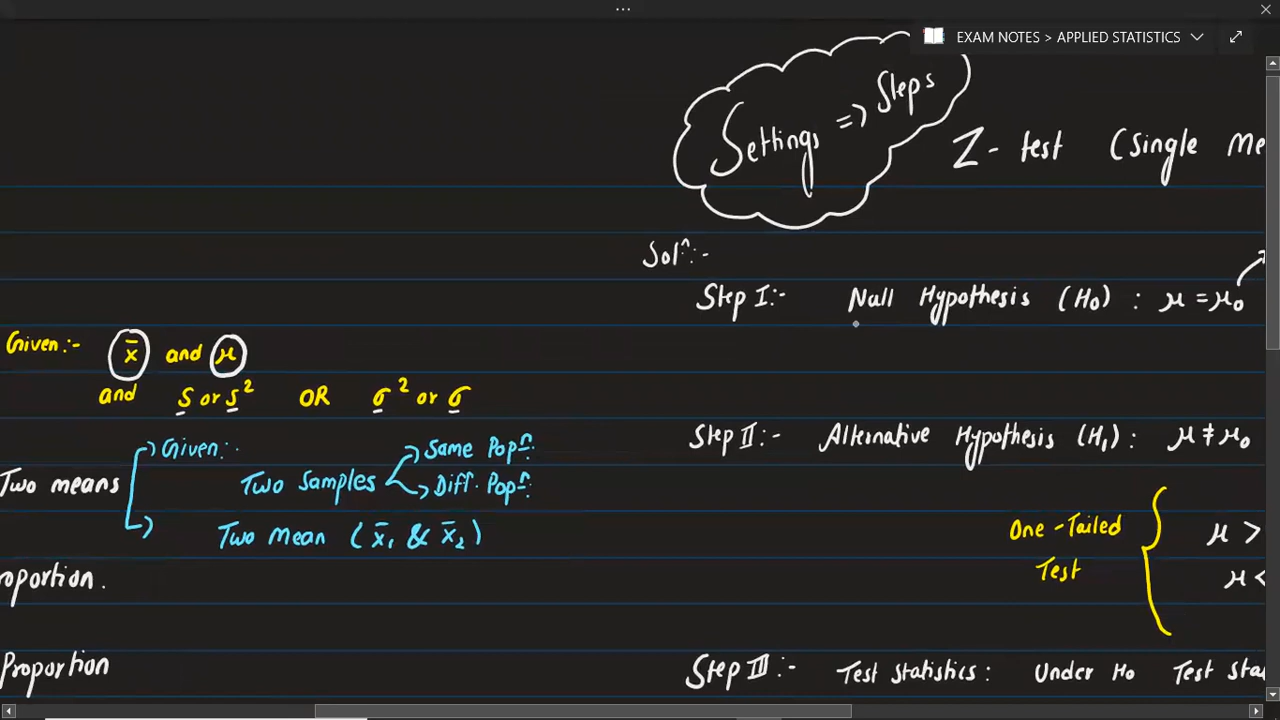 EXAM NOTES > APPLIED STATISTICS
Settings => Steps
Z - test (Single Me
Solⁿ:-
Step I:- Null Hypothesis (H₀) : μ = μ₀
Given:- x̄ and μ
and S or S² OR σ² or σ
Step II:- Alternative Hypothesis (H₁) : μ ≠ μ₀
Given:
Same Popⁿ.
Two means
Two Samples
Diff. Popⁿ.
Two Mean (x̄₁ & x̄₂)
One-Tailed
Test
μ >
μ <
roportion.
Proportion
Step III:- Test Statistics : Under H₀ Test Sta